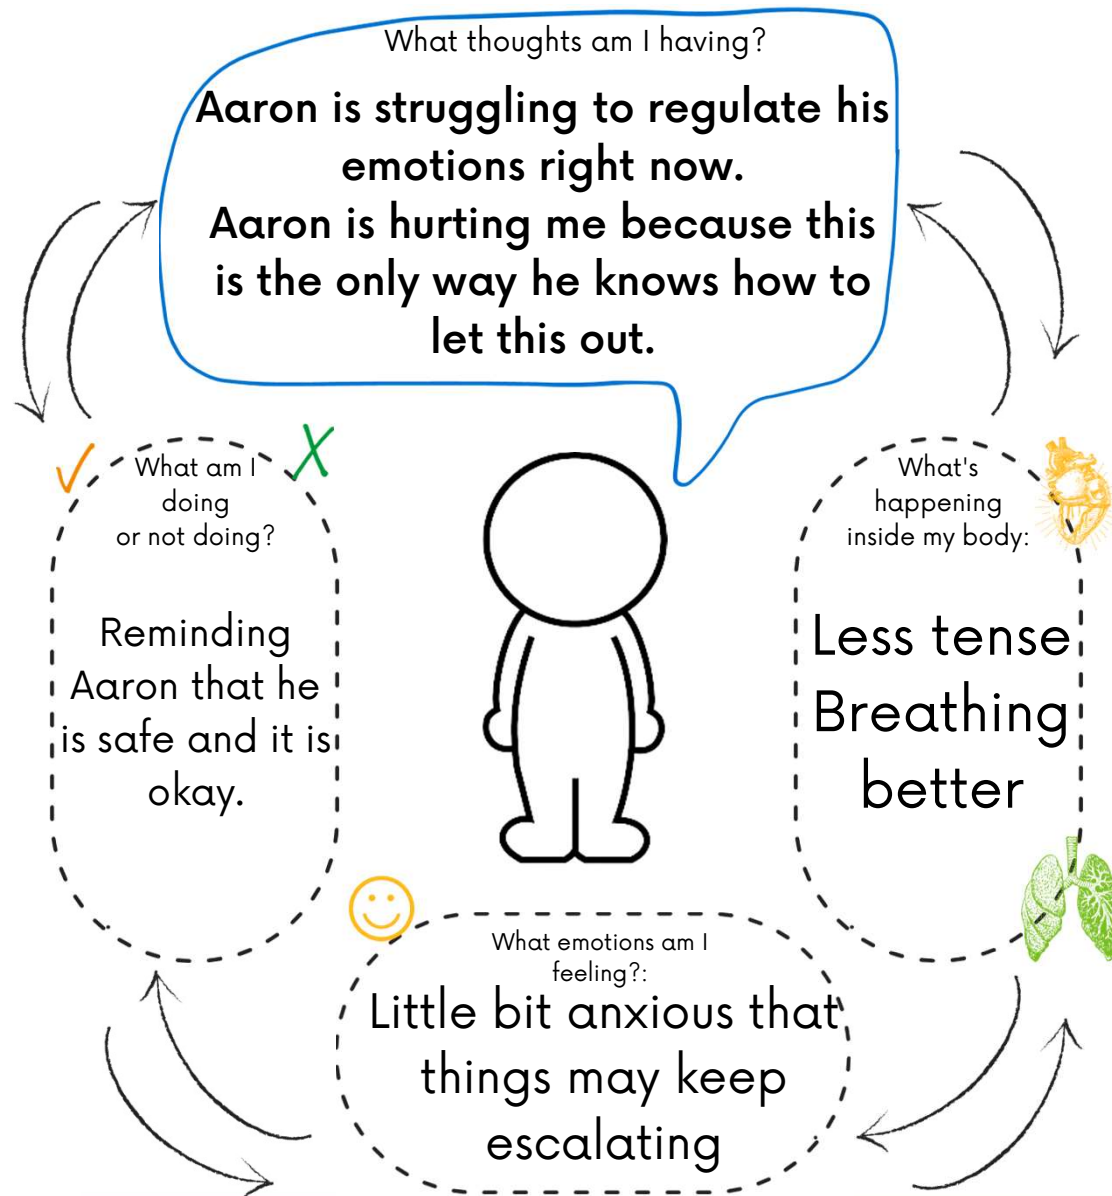 What thoughts am I having?
Aaron is struggling to regulate his
emotions right now.
Aaron is hurting me because this
is the only way he knows how to
let this out.
What am I
doing
or not doing?
Reminding
Aaron that he
is safe and it is
okay.
What's
happening
inside my body:
Less tense
Breathing
better
What emotions am I
feeling?:
Little bit anxious that
things may keep
escalating